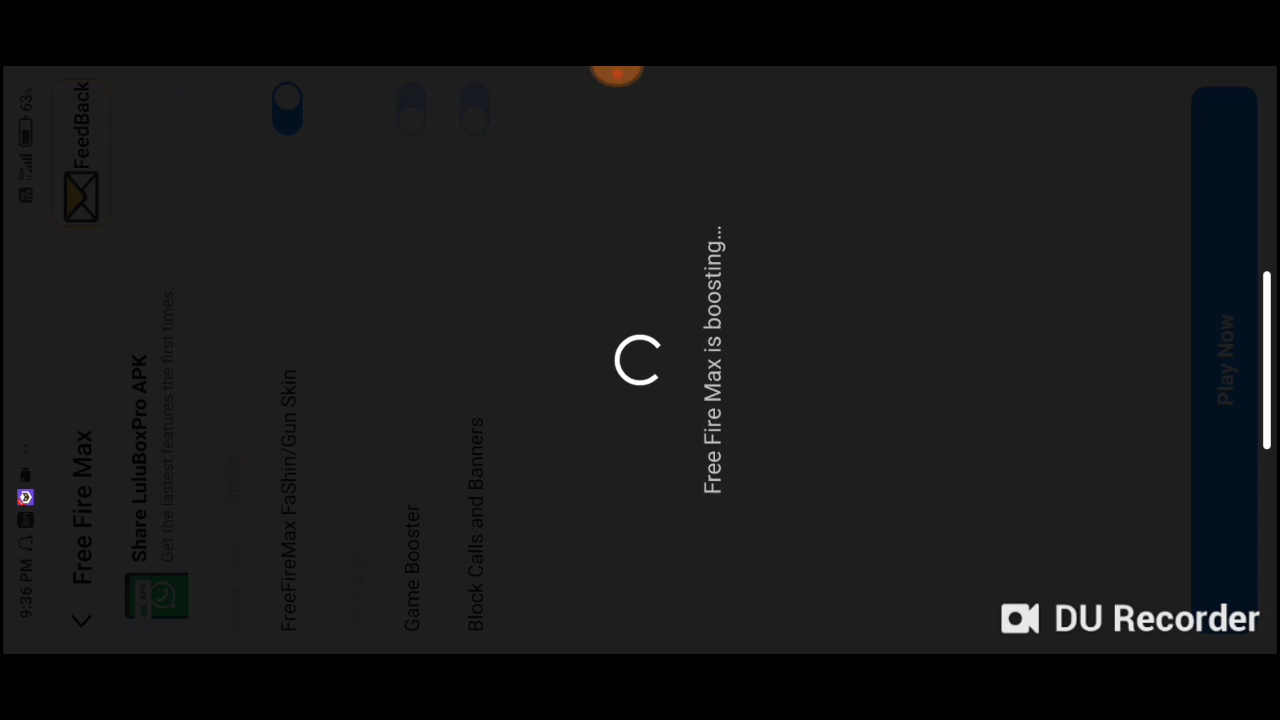 9:36 PM
63%
Free Fire Max
FeedBack
Share LuluBoxPro APK
Get the lastest features the first times
APK
FreeFireMax FaShin/Gun Skin
Game Booster
Block Calls and Banners
Free Fire Max is boosting...
Play Now
DU Recorder